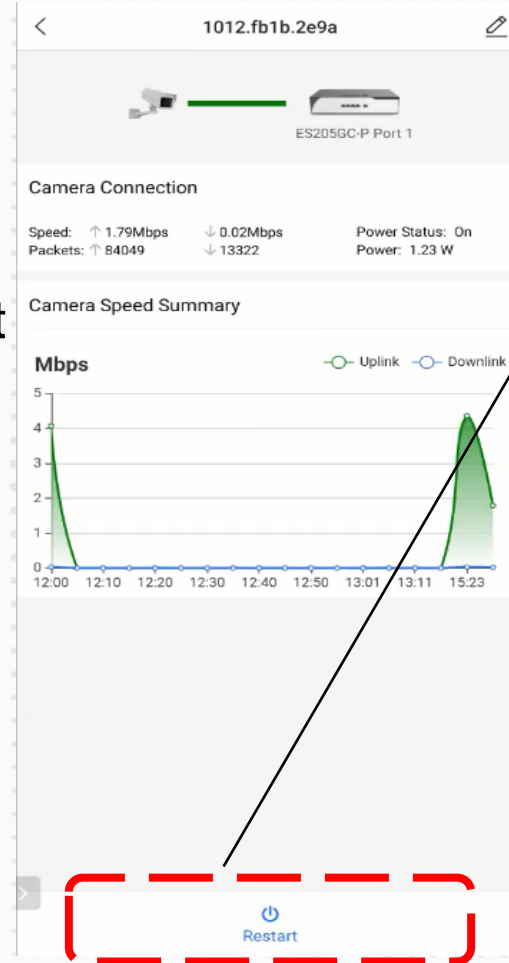 1012.fb1b.2e9a
ES205GC-P Port 1
Camera Connection
Speed: ↑ 1.79Mbps ↓ 0.02Mbps Power Status: On
Packets: ↑ 84049 ↓ 13322 Power: 1.23 W
t
Camera Speed Summary
Mbps Uplink Downlink
5
4
3
2
1
0
12:00 12:10 12:20 12:30 12:40 12:50 13:01 13:11 15:23
Restart